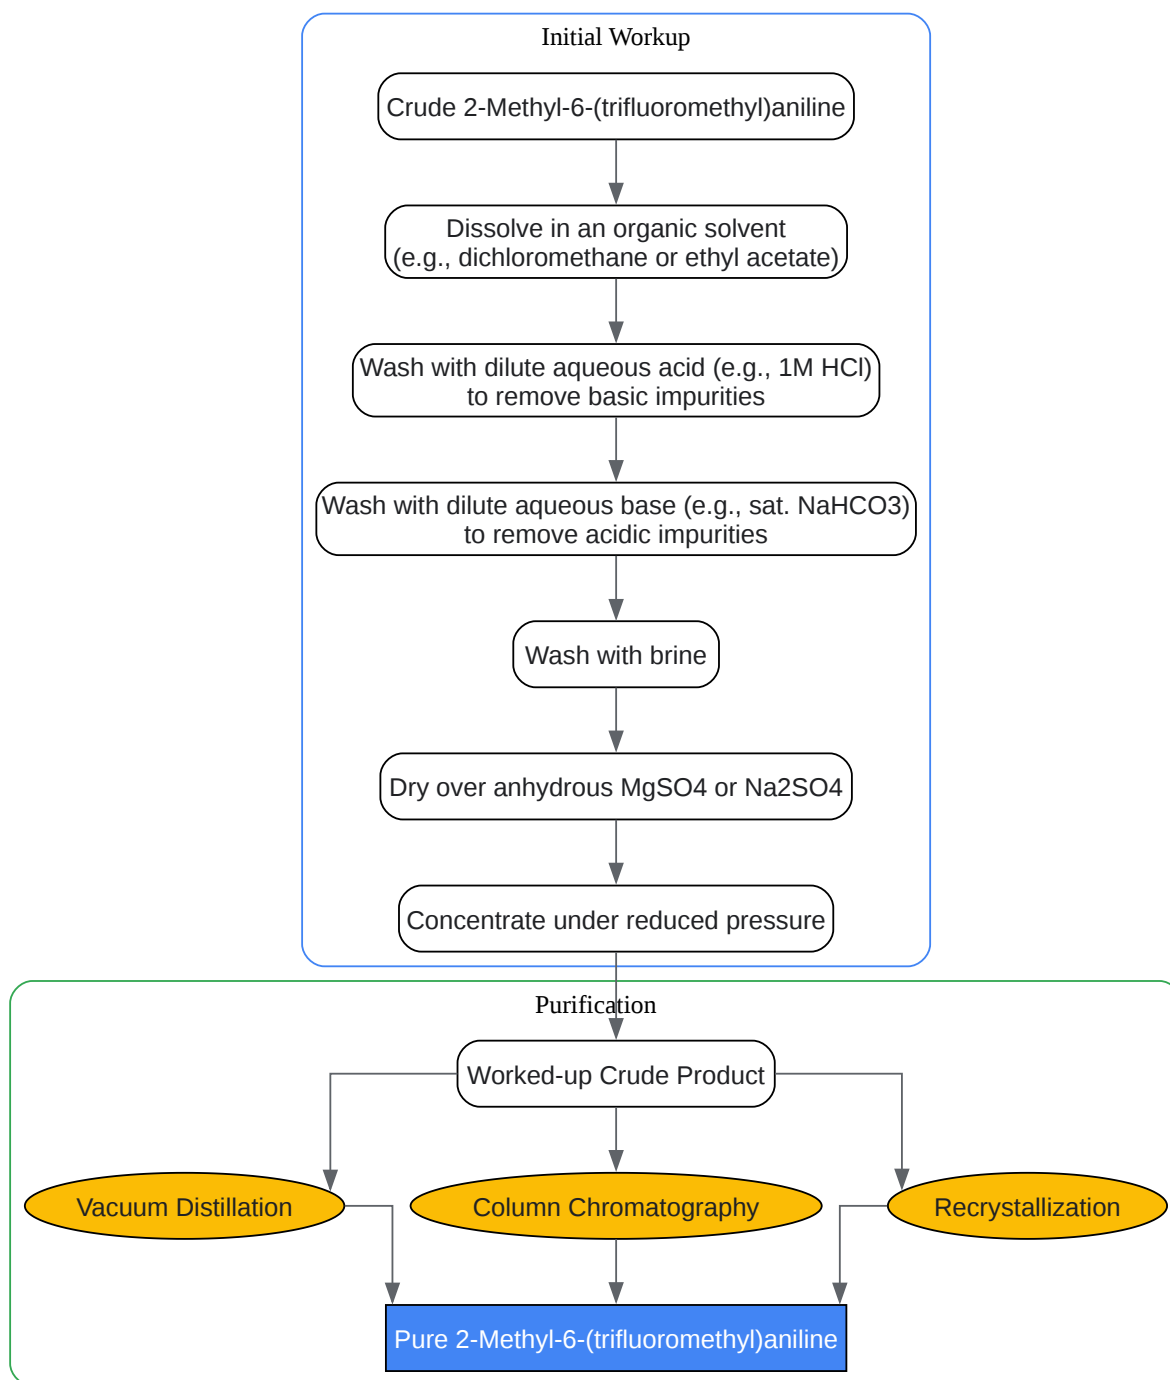 Initial Workup
Crude 2-Methyl-6-(trifluoromethyl)aniline
Dissolve in an organic solvent
(e.g., dichloromethane or ethyl acetate)
Wash with dilute aqueous acid (e.g., 1M HCl)
to remove basic impurities
Wash with dilute aqueous base (e.g., sat. NaHCO3)
to remove acidic impurities
Wash with brine
Dry over anhydrous MgSO4 or Na2SO4
Concentrate under reduced pressure
Purification
Worked-up Crude Product
Vacuum Distillation
Column Chromatography
Recrystallization
Pure 2-Methyl-6-(trifluoromethyl)aniline